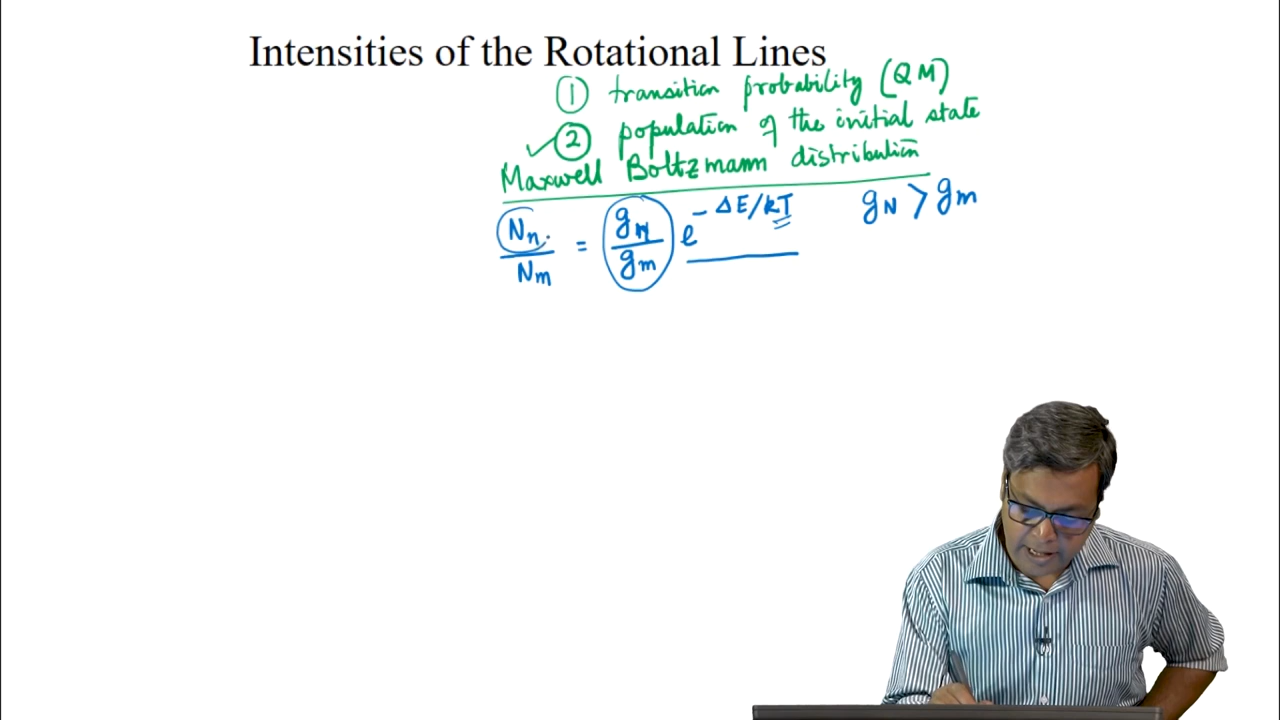 Intensities of the Rotational Lines
① transition probability (QM)
✓② population of the initial state
Maxwell Boltzmann distribution
Nn/Nm = gN/gm e^-ΔE/kT gN > gm